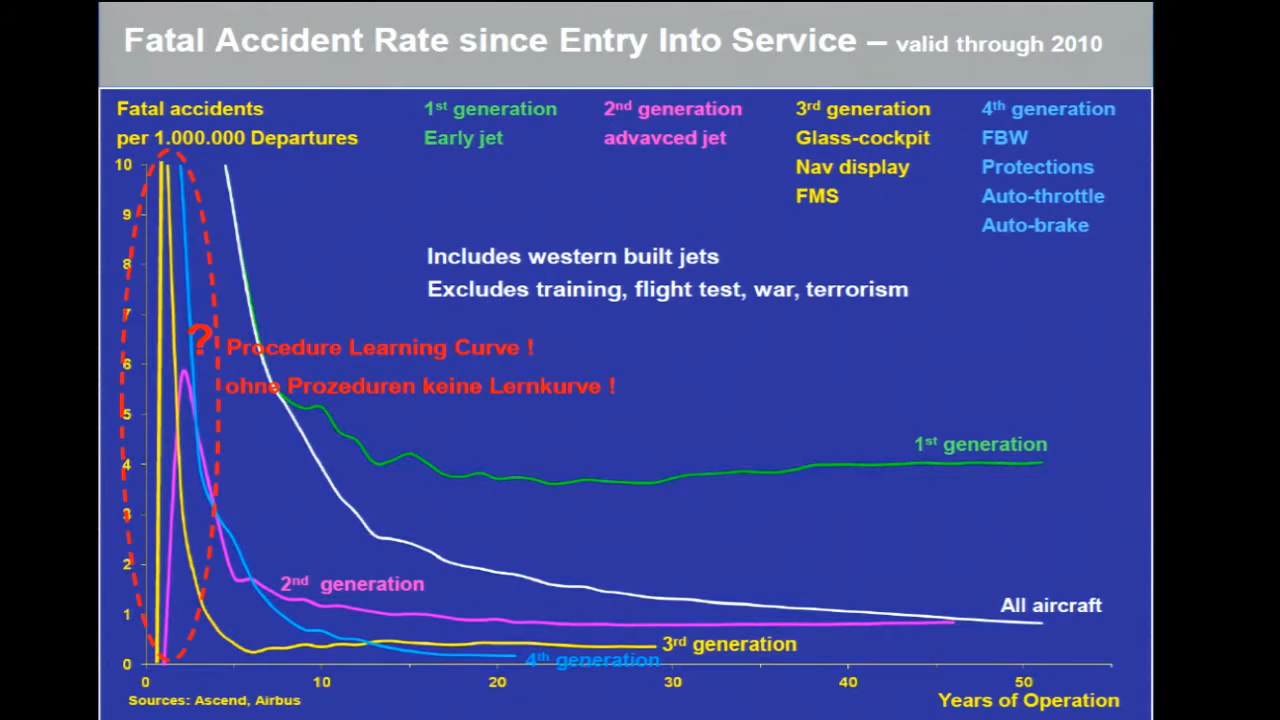 Fatal Accident Rate since Entry Into Service – valid through 2010
Fatal accidents
per 1.000.000 Departures
1st generation
Early jet
2nd generation
advavced jet
3rd generation
Glass-cockpit
Nav display
FMS
4th generation
FBW
Protections
Auto-throttle
Auto-brake
10
9
8
7
6
5
4
3
2
1
0
Includes western built jets
Excludes training, flight test, war, terrorism
? Procedure Learning Curve !
ohne Prozeduren keine Lernkurve !
1st generation
2nd generation
All aircraft
3rd generation
4th generation
0 10 20 30 40 50
Sources: Ascend, Airbus
Years of Operation